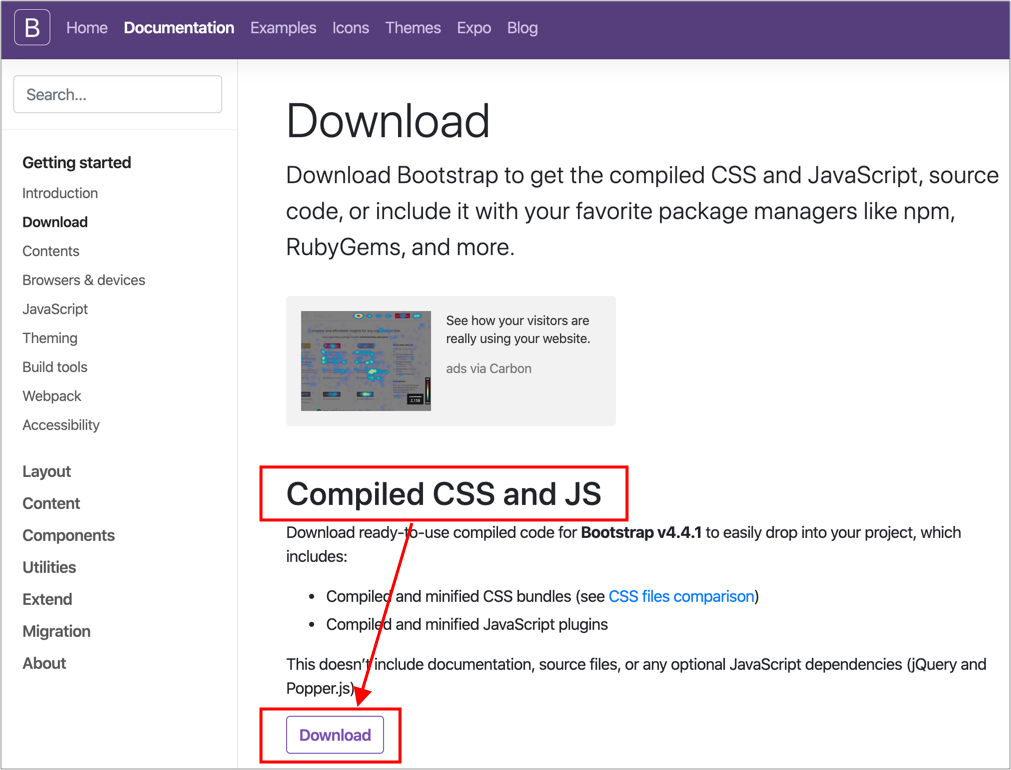 B Home Documentation Examples Icons Themes Expo Blog
Search...
Getting started
Introduction
Download
Contents
Browsers & devices
JavaScript
Theming
Build tools
Webpack
Accessibility
Layout
Content
Components
Utilities
Extend
Migration
About
Download
Download Bootstrap to get the compiled CSS and JavaScript, source
code, or include it with your favorite package managers like npm,
RubyGems, and more.
See how your visitors are
really using your website.
ads via Carbon
Compiled CSS and JS
Download ready-to-use compiled code for Bootstrap v4.4.1 to easily drop into your project, which
includes:
• Compiled and minified CSS bundles (see CSS files comparison)
• Compiled and minified JavaScript plugins
This doesn’t include documentation, source files, or any optional JavaScript dependencies (jQuery and
Popper.js).
Download